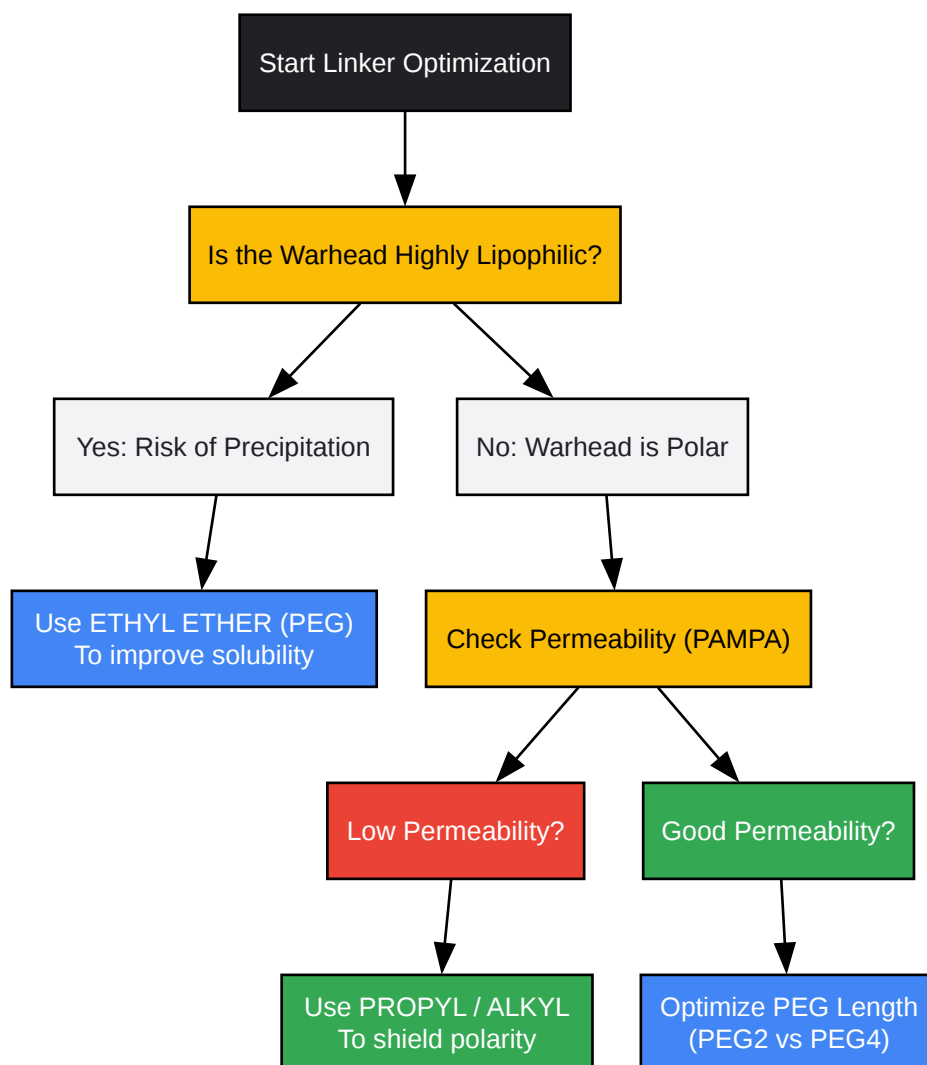 Start Linker Optimization
Is the Warhead Highly Lipophilic?
Yes: Risk of Precipitation
No: Warhead is Polar
Use ETHYL ETHER (PEG)
To improve solubility
Check Permeability (PAMPA)
Low Permeability?
Good Permeability?
Use PROPYL / ALKYL
To shield polarity
Optimize PEG Length
(PEG2 vs PEG4)